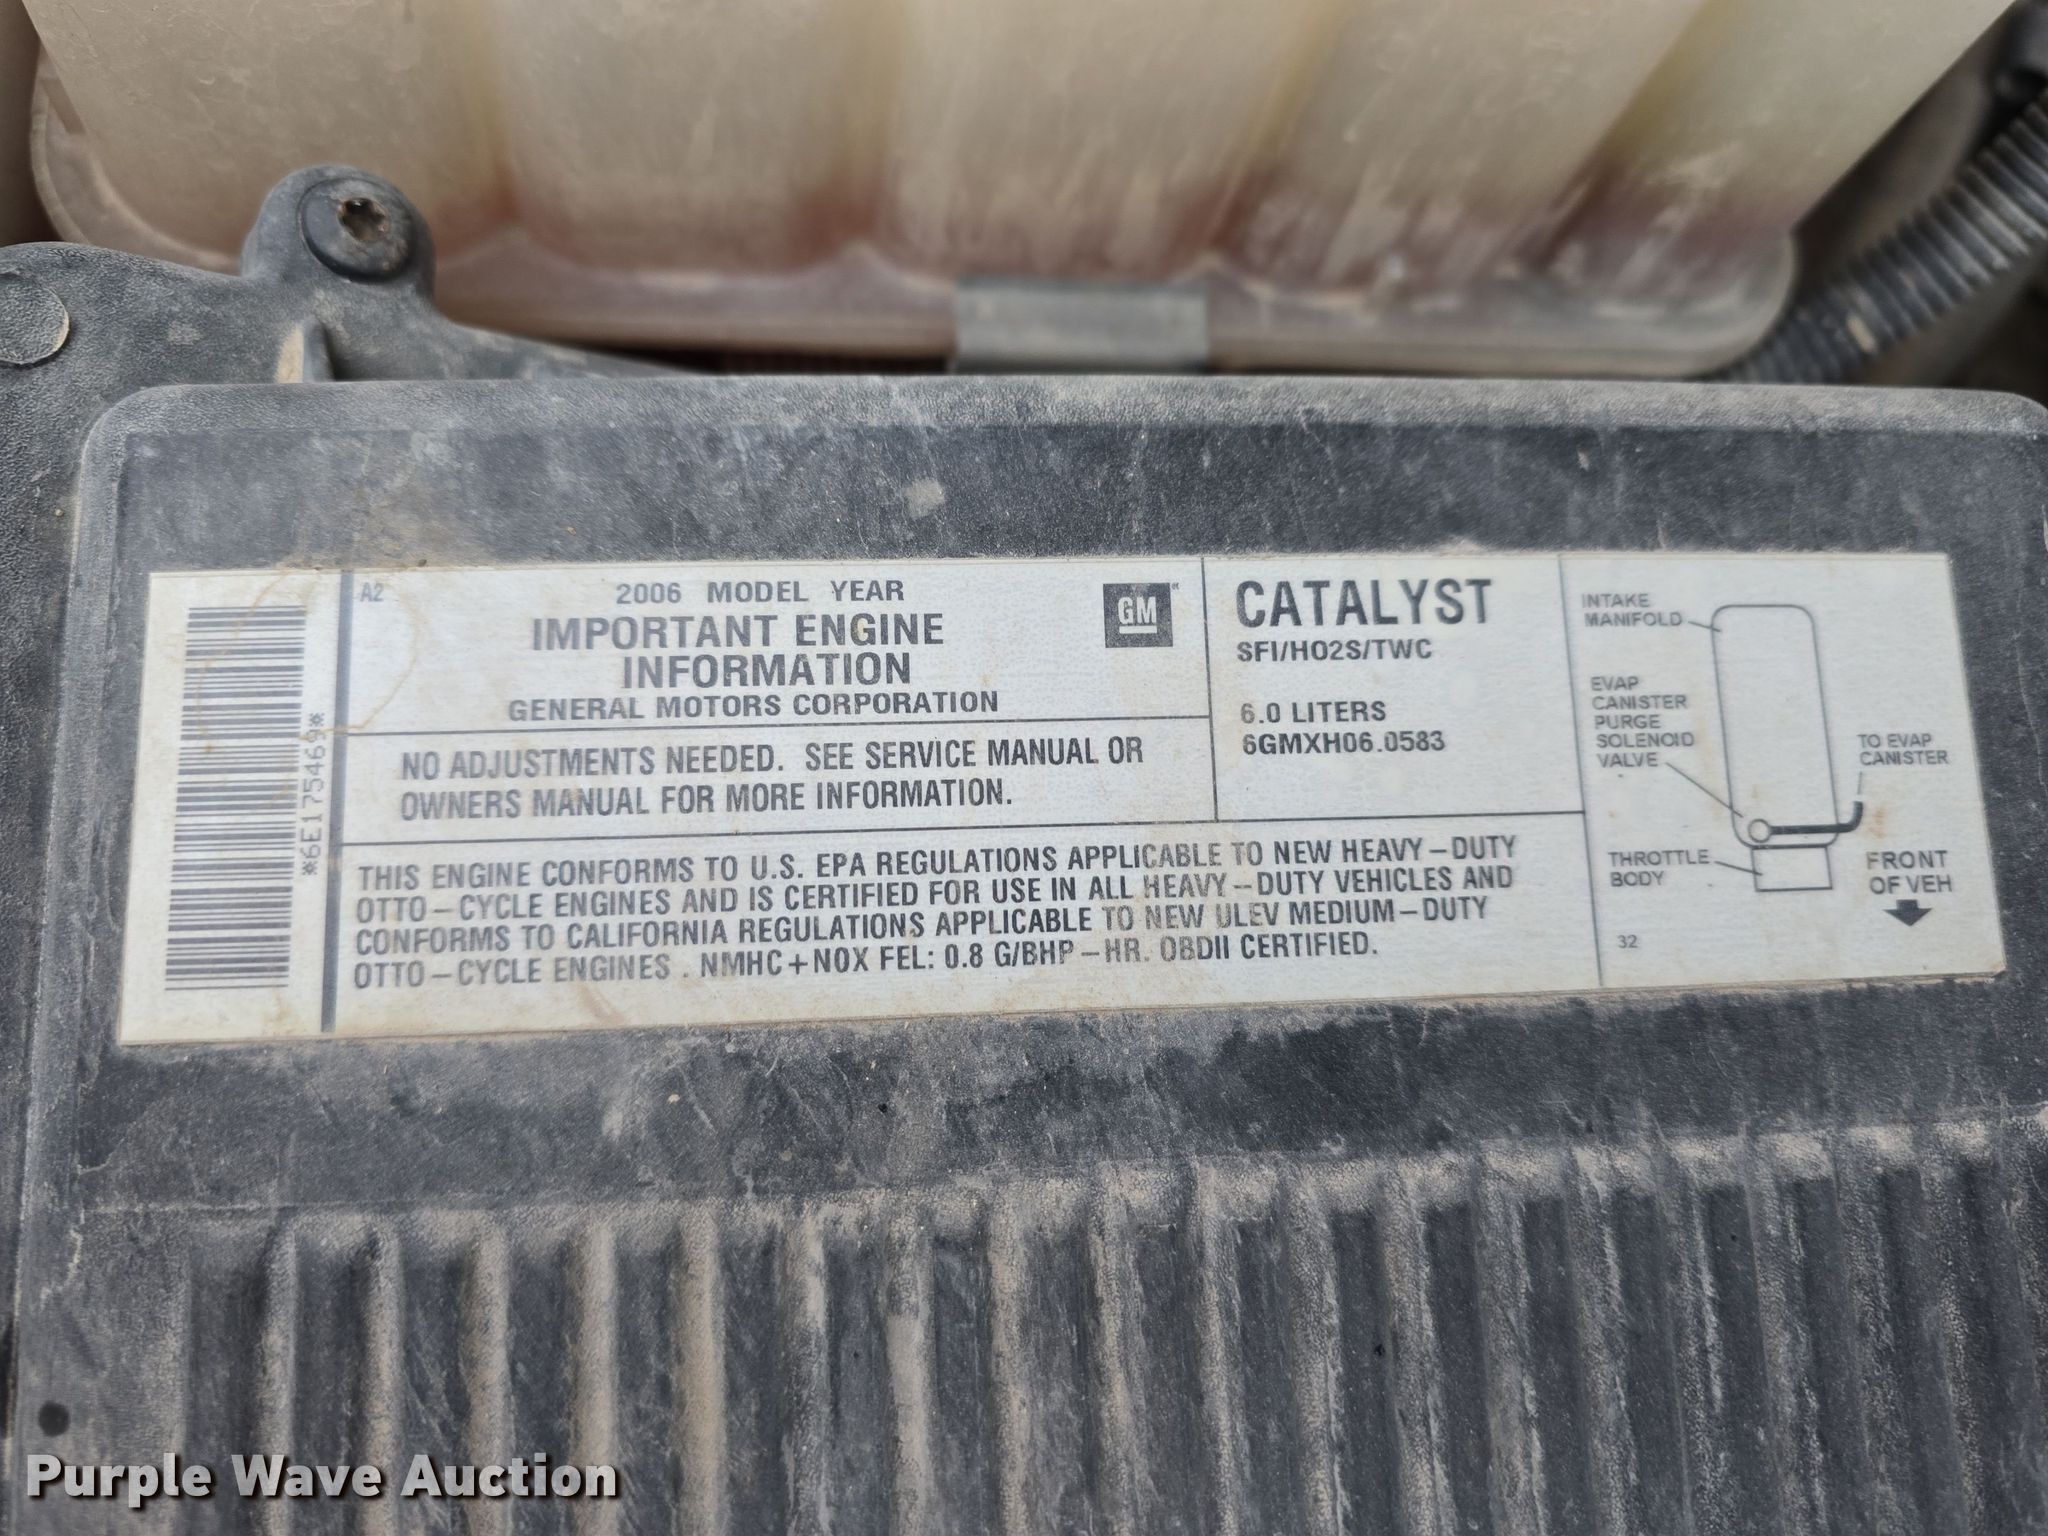 *6E175469*
A2
2006 MODEL YEAR
IMPORTANT ENGINE
INFORMATION
GENERAL MOTORS CORPORATION
GM
NO ADJUSTMENTS NEEDED. SEE SERVICE MANUAL OR
OWNERS MANUAL FOR MORE INFORMATION.
CATALYST
SFI/HO2S/TWC
6.0 LITERS
6GMXH06.0583
THIS ENGINE CONFORMS TO U.S. EPA REGULATIONS APPLICABLE TO NEW HEAVY-DUTY
OTTO-CYCLE ENGINES AND IS CERTIFIED FOR USE IN ALL HEAVY-DUTY VEHICLES AND
CONFORMS TO CALIFORNIA REGULATIONS APPLICABLE TO NEW ULEV MEDIUM-DUTY
OTTO-CYCLE ENGINES . NMHC+NOX FEL: 0.8 G/BHP-HR. OBDII CERTIFIED.
INTAKE
MANIFOLD
EVAP
CANISTER
PURGE
SOLENOID
VALVE
TO EVAP
CANISTER
THROTTLE
BODY
FRONT
OF VEH
32
Purple Wave Auction